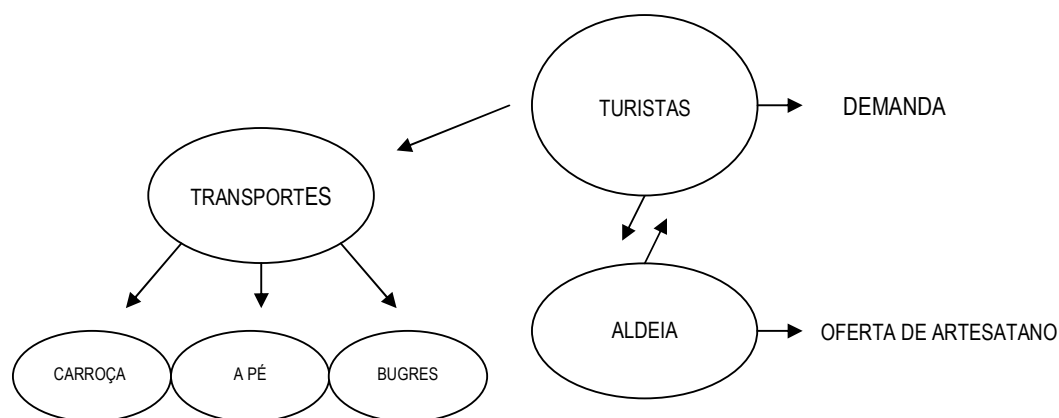 TURISTAS
DEMANDA
TRANSPORTES
ALDEIA
OFERTA DE ARTESATANO
CARROÇA
A PÉ
BUGRES